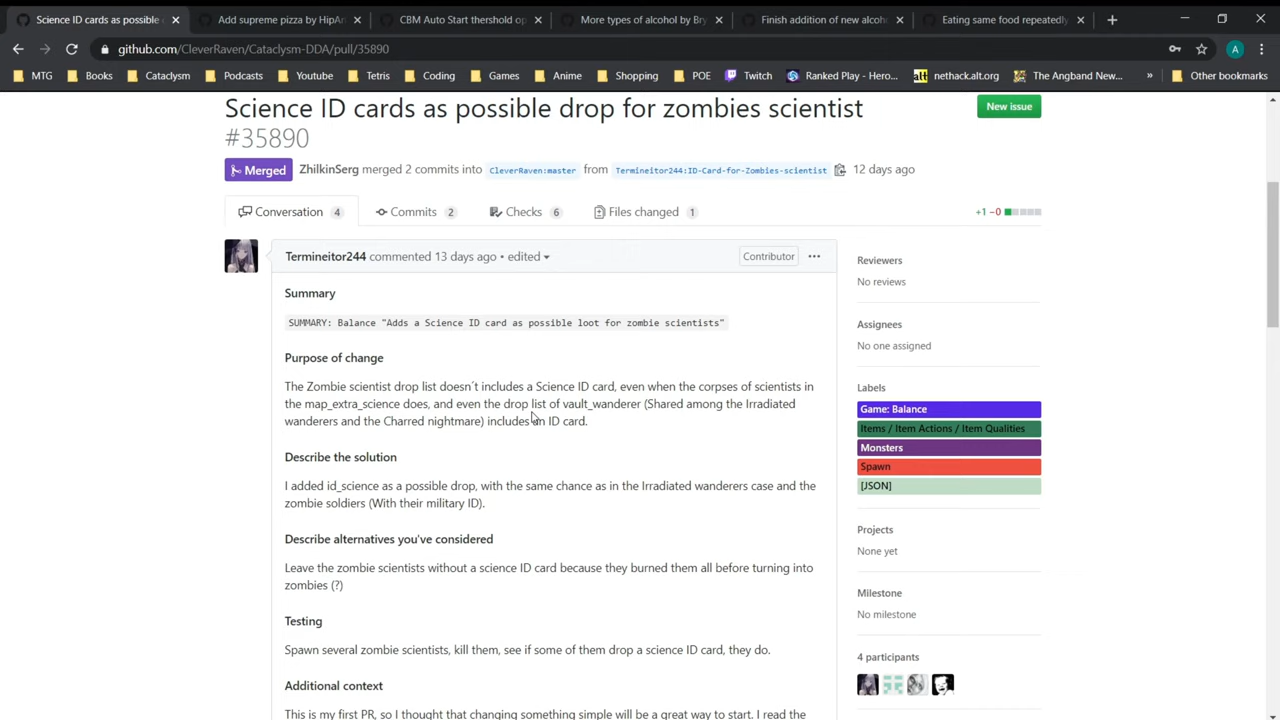 Science ID cards as possible
Add supreme pizza by HipAn
CBM Auto Start thershold op
More types of alcohol by Bry
Finish addition of new alcoho
Eating same food repeatedly
github.com/CleverRaven/Cataclysm-DDA/pull/35890
A
MTG
Books
Cataclysm
Podcasts
Youtube
Tetris
Coding
Games
Anime
Shopping
POE
Twitch
Ranked Play - Hero...
alt
nethack.alt.org
The Angband New...
»
Other bookmarks
Science ID cards as possible drop for zombies scientist
#35890
New issue
Merged
ZhilkinSerg merged 2 commits into CleverRaven:master from Termineitor244:ID-Card-for-Zombies-scientist 12 days ago
Conversation 4
Commits 2
Checks 6
Files changed 1
+1 −0
Termineitor244 commented 13 days ago • edited
Contributor
Summary
SUMMARY: Balance "Adds a Science ID card as possible loot for zombie scientists"
Purpose of change
The Zombie scientist drop list doesn´t includes a Science ID card, even when the corpses of scientists in
the map_extra_science does, and even the drop list of vault_wanderer (Shared among the Irradiated
wanderers and the Charred nightmare) includes an ID card.
Describe the solution
I added id_science as a possible drop, with the same chance as in the Irradiated wanderers case and the
zombie soldiers (With their military ID).
Describe alternatives you've considered
Leave the zombie scientists without a science ID card because they burned them all before turning into
zombies (?)
Testing
Spawn several zombie scientists, kill them, see if some of them drop a science ID card, they do.
Additional context
This is my first PR, so I thought that changing something simple will be a great way to start. I read the
Reviewers
No reviews
Assignees
No one assigned
Labels
Game: Balance
Items / Item Actions / Item Qualities
Monsters
Spawn
[JSON]
Projects
None yet
Milestone
No milestone
4 participants